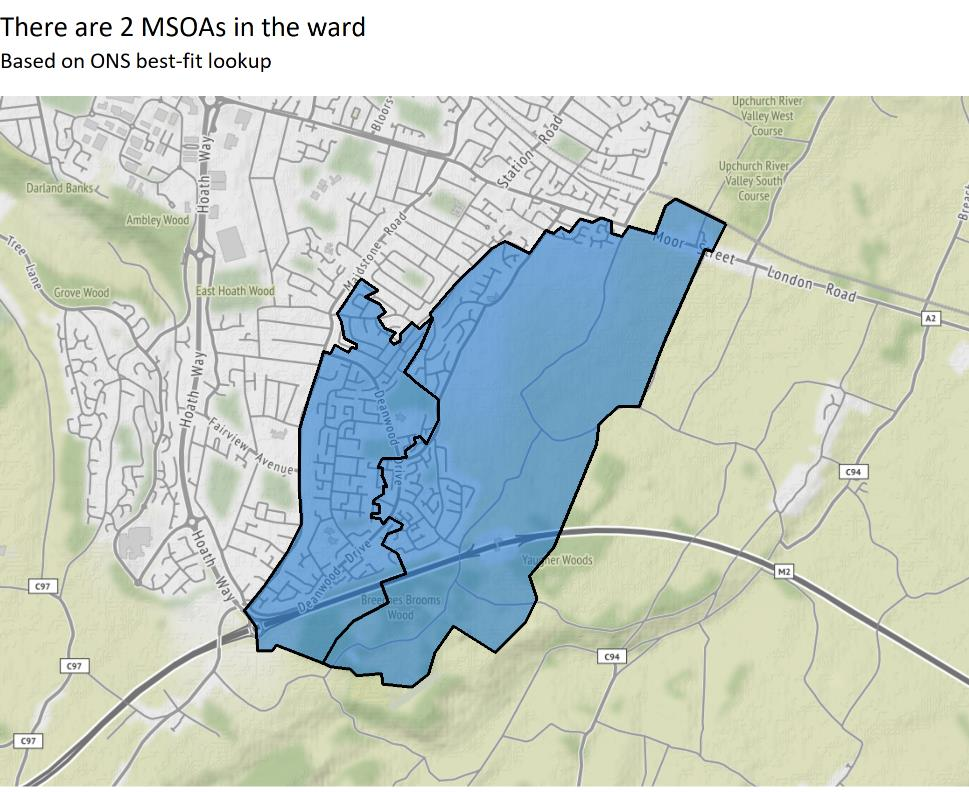 There are 2 MSOAs in the ward
Based on ONS best-fit lookup
Upchurch River
Valley West
Course
Bloors
Hoath Way
Station Road
Upchurch River
Valley South
Course
Darland Banks
Ambley Wood
Maidstone Road
Moor Street
Tree Lane
Grove Wood
East Hoath Wood
London Road
A2
Hoath Way
Deanwood Drive
Fairview Avenue
C94
Hoath Way
Deanwood Drive
Yaugher Woods
M2
C97
Breaches Brooms
Wood
C94
C97
C97